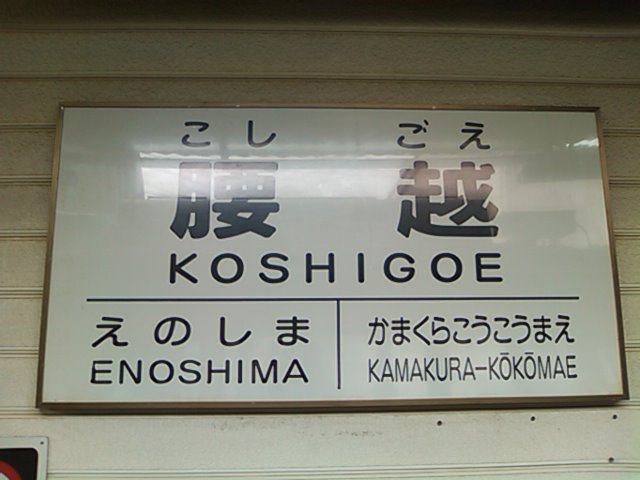 こし ごえ
腰越
KOSHIGOE
えのしま
ENOSHIMA
かまくらこうこうまえ
KAMAKURA-KŌKŌMAE